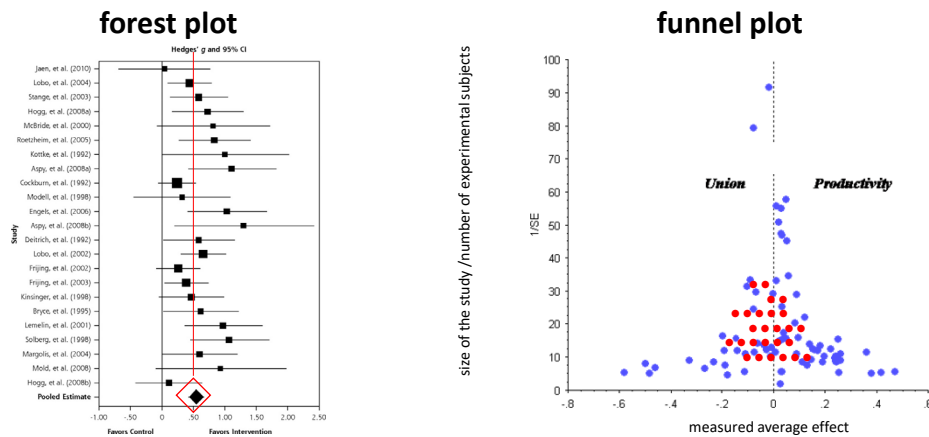 forest plot
Hedges' g and 95% CI
Study
Jaen, et al. (2010)
Lobo, et al. (2004)
Stange, et al. (2003)
Hogg, et al. (2008a)
McBride, et al. (2000)
Roetzheim, et al. (2005)
Kottke, et al. (1992)
Aspy, et al. (2008a)
Cockburn, et al. (1992)
Modell, et al. (1998)
Engels, et al. (2006)
Aspy, et al. (2008b)
Deitrich, et al. (1992)
Lobo, et al. (2002)
Frijing, et al. (2002)
Frijing, et al. (2003)
Kinsinger, et al. (1998)
Bryce, et al. (1995)
Lemelin, et al. (2001)
Solberg, et al. (1998)
Margolis, et al. (2004)
Mold, et al. (2008)
Hogg, et al. (2008b)
Pooled Estimate
-1.00 -.50 .0 .50 1.00 1.50 2.00 2.50
Favors Control Favors Intervention
funnel plot
size of the study /number of experimental subjects
1/SE
100
90
80
70
60
50
40
30
20
10
0
Union Productivity
-.8 -.6 -.4 -.2 0 .2 .4 .6
measured average effect